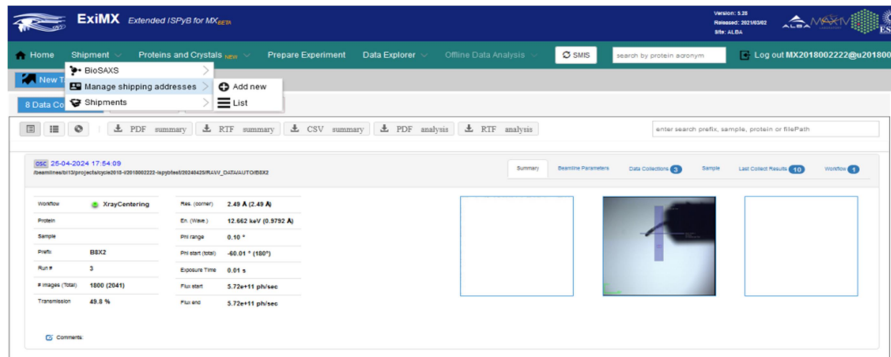 EXiMX Extended ISPyB for MX BETA
Version: 5.28
Released: 2021/03/02
Site: ALBA
ALBA MAXIV ES
Home Shipment Proteins and Crystals NEW Prepare Experiment Data Explorer Offline Data Analysis SMIS search by protein acronym Log out MX2018002222@u201800
BioSAXS
Manage shipping addresses
Shipments
Add new
List
New T
8 Data Co
PDF summary RTF summary CSV summary PDF analysis RTF analysis enter search prefix, sample, protein or filePath
OSC 25-04-2024 17:54:09
Summary Beamline Parameters Data Collections 3 Sample Last Collect Results 10 Workflow 1
Workflow XrayCentering
Protein
Sample
Prefix B8X2
Run # 3
# Images (Total) 1800 (2041)
Transmission 49.8 %
Res. (corner) 2.49 Å (2.49 Å)
En. (Wave.) 12.662 keV (0.9792 Å)
Phi range 0.10 °
Phi start (total) -60.01 ° (180°)
Exposure Time 0.01 s
Flux start 5.72e+11 ph/sec
Flux end 5.72e+11 ph/sec
Comments: